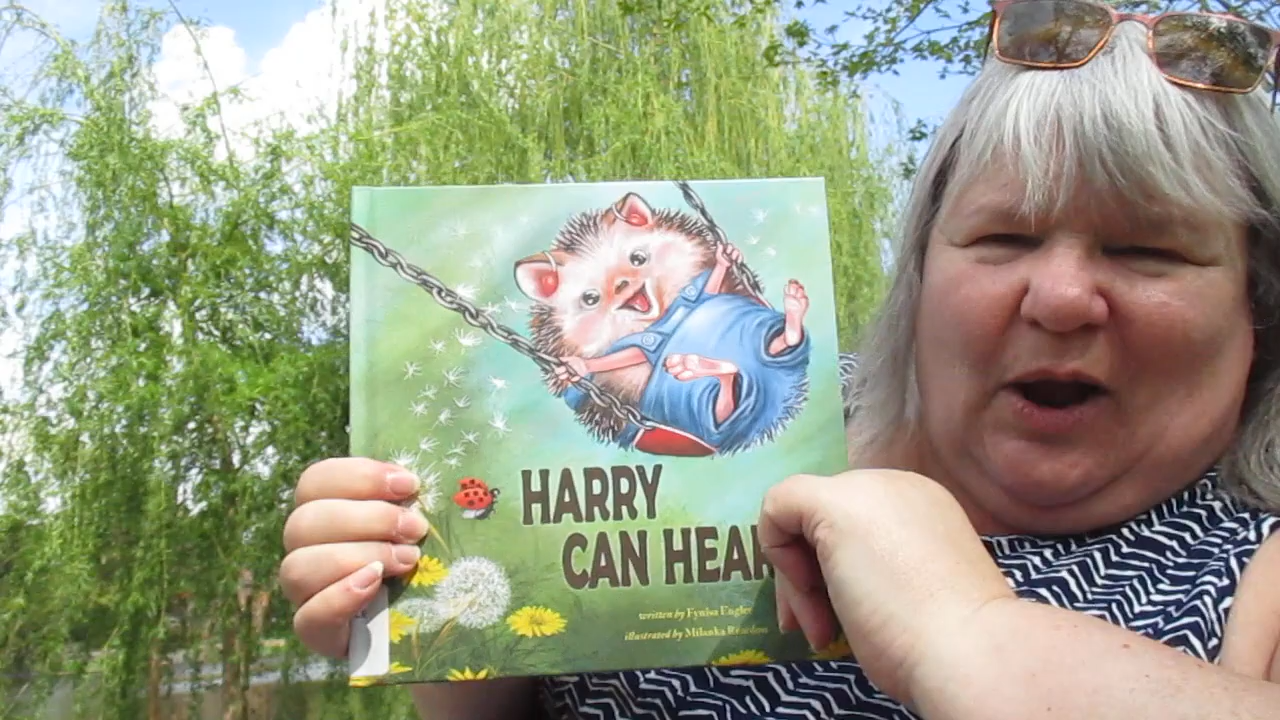 HARRY
CAN HEAR
written by Fynisa Engler
illustrated by Milanka Reardon